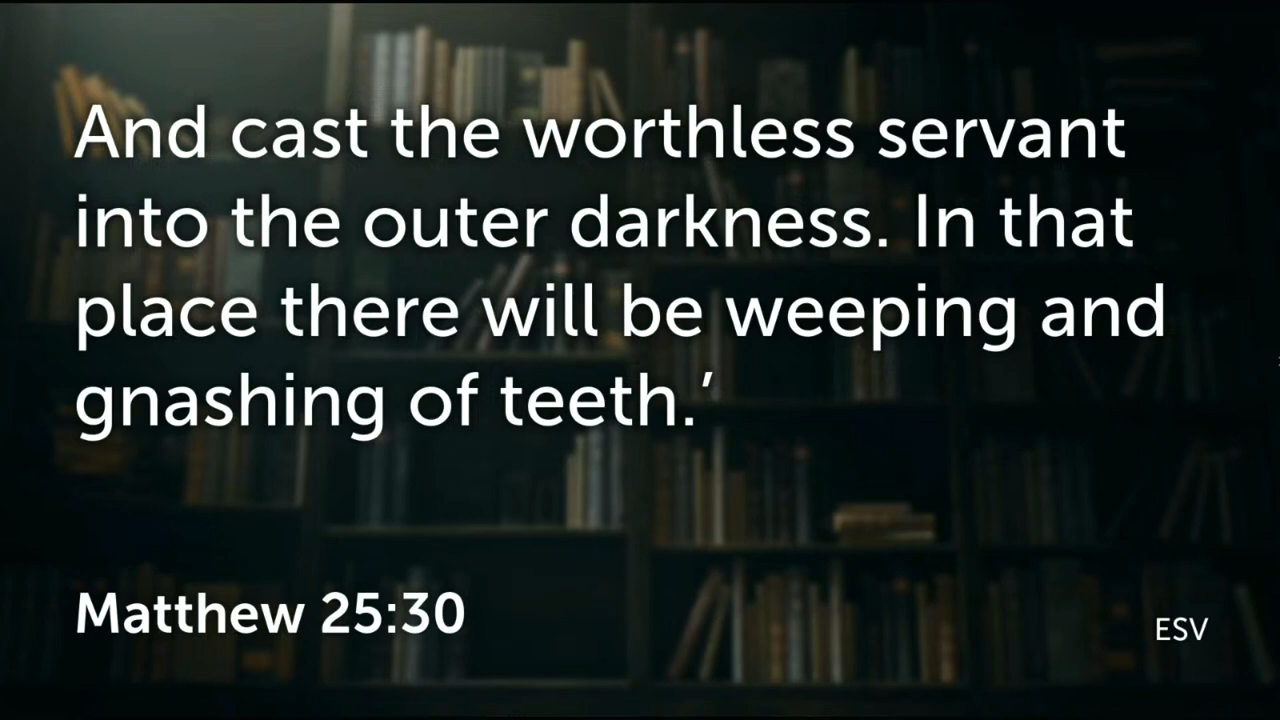 And cast the worthless servant
into the outer darkness. In that
place there will be weeping and
gnashing of teeth.’
Matthew 25:30
ESV